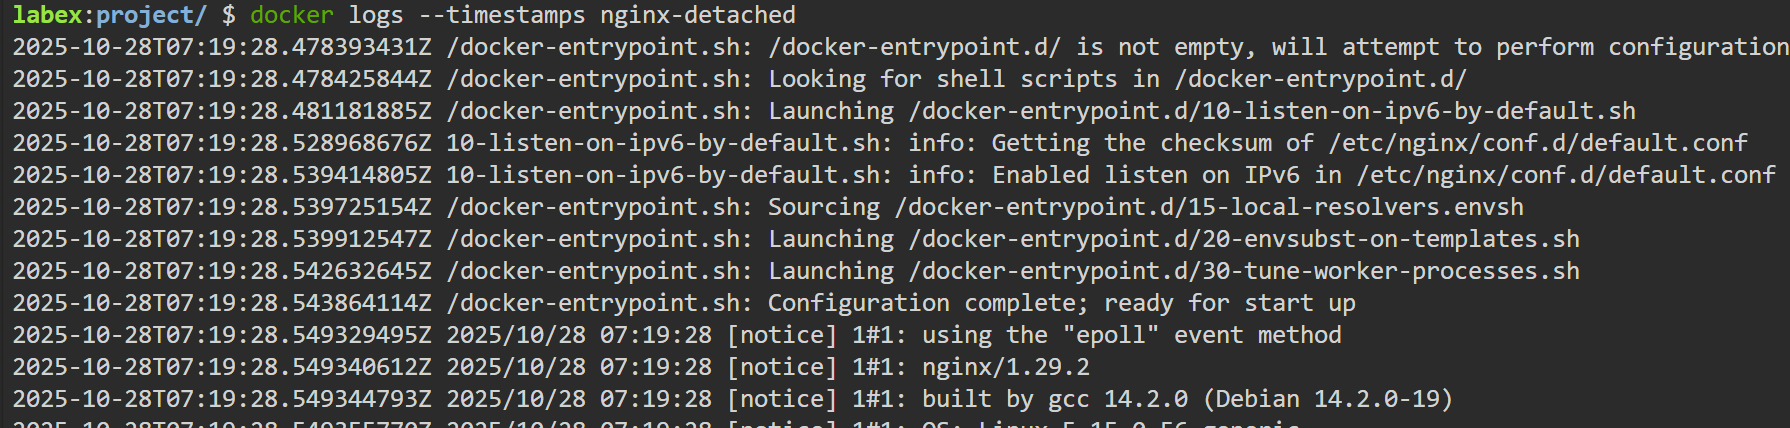 labex:project/ $ docker logs --timestamps nginx-detached
2025-10-28T07:19:28.478393431Z /docker-entrypoint.sh: /docker-entrypoint.d/ is not empty, will attempt to perform configuration
2025-10-28T07:19:28.478425844Z /docker-entrypoint.sh: Looking for shell scripts in /docker-entrypoint.d/
2025-10-28T07:19:28.481181885Z /docker-entrypoint.sh: Launching /docker-entrypoint.d/10-listen-on-ipv6-by-default.sh
2025-10-28T07:19:28.528968676Z 10-listen-on-ipv6-by-default.sh: info: Getting the checksum of /etc/nginx/conf.d/default.conf
2025-10-28T07:19:28.539414805Z 10-listen-on-ipv6-by-default.sh: info: Enabled listen on IPv6 in /etc/nginx/conf.d/default.conf
2025-10-28T07:19:28.539725154Z /docker-entrypoint.sh: Sourcing /docker-entrypoint.d/15-local-resolvers.envsh
2025-10-28T07:19:28.539912547Z /docker-entrypoint.sh: Launching /docker-entrypoint.d/20-envsubst-on-templates.sh
2025-10-28T07:19:28.542632645Z /docker-entrypoint.sh: Launching /docker-entrypoint.d/30-tune-worker-processes.sh
2025-10-28T07:19:28.543864114Z /docker-entrypoint.sh: Configuration complete; ready for start up
2025-10-28T07:19:28.549329495Z 2025/10/28 07:19:28 [notice] 1#1: using the "epoll" event method
2025-10-28T07:19:28.549340612Z 2025/10/28 07:19:28 [notice] 1#1: nginx/1.29.2
2025-10-28T07:19:28.549344793Z 2025/10/28 07:19:28 [notice] 1#1: built by gcc 14.2.0 (Debian 14.2.0-19)
2025/10/28 07:19:28 [notice] 1#1: OS: Linux